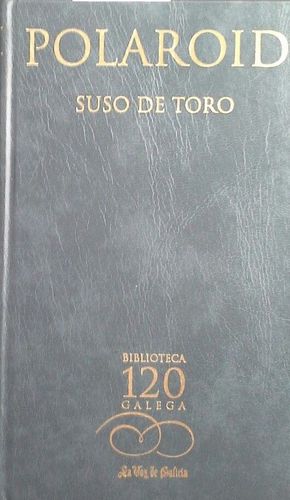 POLAROID
SUSO DE TORO
BIBLIOTECA
120
GALEGA
La Voz de Galicia